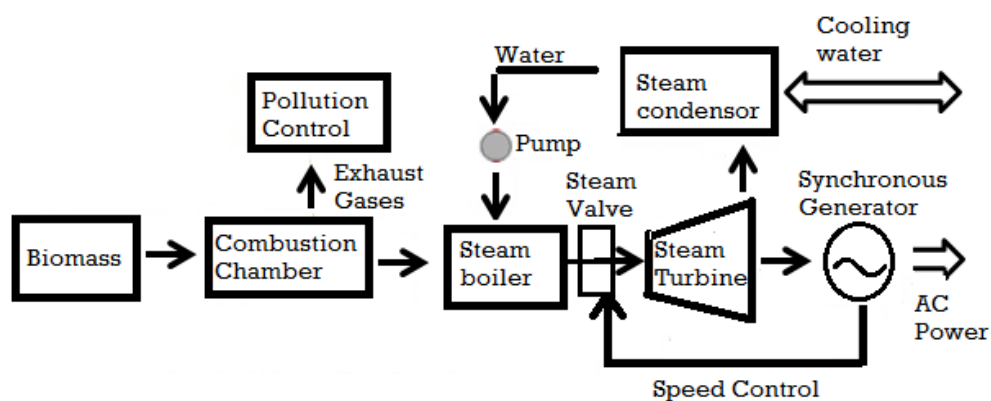 Cooling
water
Water
Steam
condensor
Pollution
Control
Pump
Exhaust
Gases
Steam
Valve
Synchronous
Generator
Biomass
Combustion
Chamber
Steam
boiler
Steam
Turbine
AC
Power
Speed Control